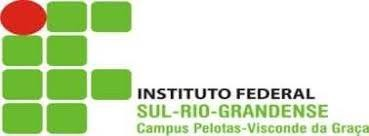 INSTITUTO FEDERAL
SUL-RIO-GRANDENSE
Campus Pelotas-Visconde da Graça